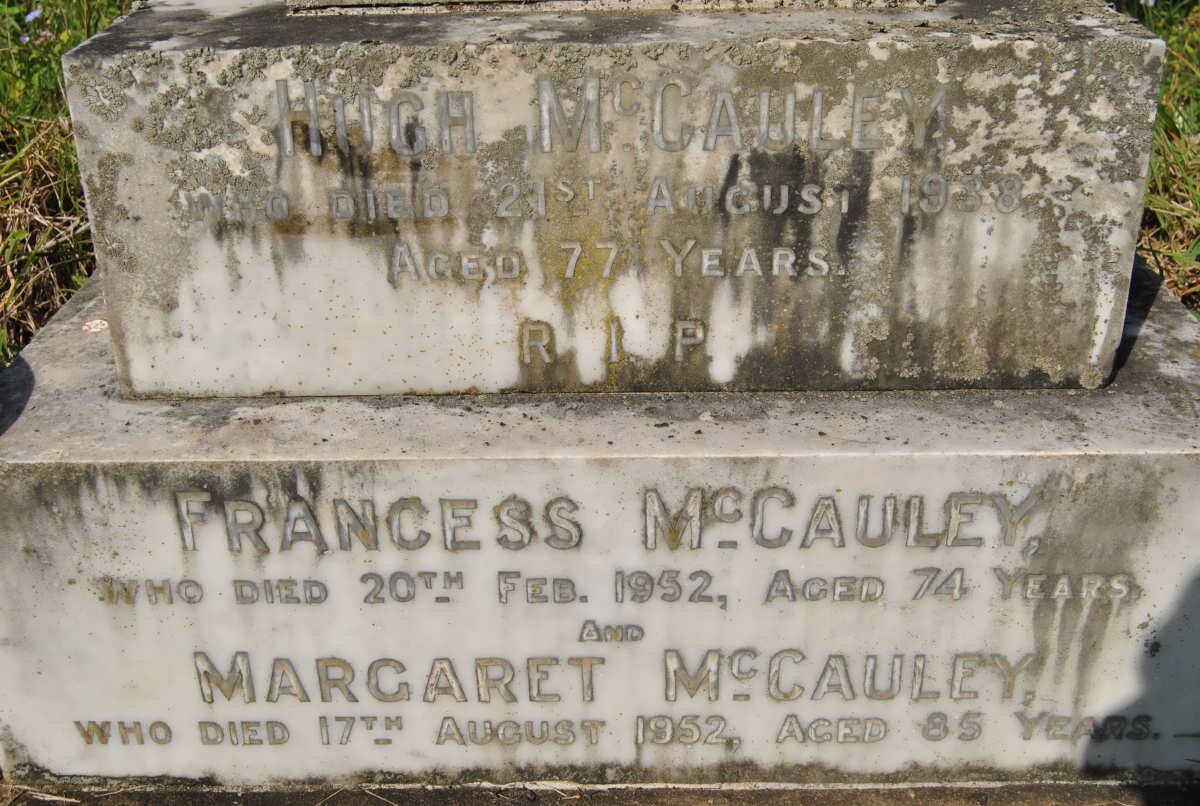 HUGH McCAULEY.
WHO DIED 21ST AUGUST 1938
AGED 77 YEARS.
R. I. P.
FRANCESS McCAULEY,
WHO DIED 20TH FEB. 1952, AGED 74 YEARS.
AND
MARGARET McCAULEY,
WHO DIED 17TH AUGUST 1952, AGED 85 YEARS.